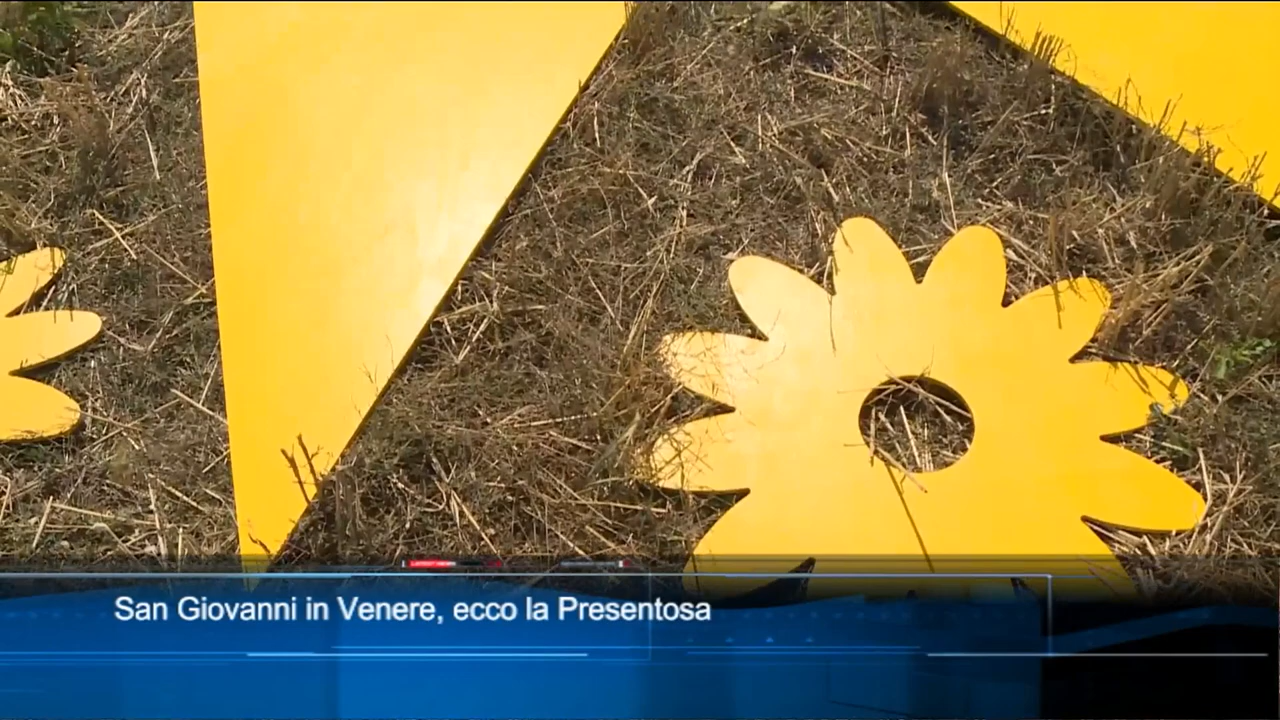 San Giovanni in Venere, ecco la Presentosa